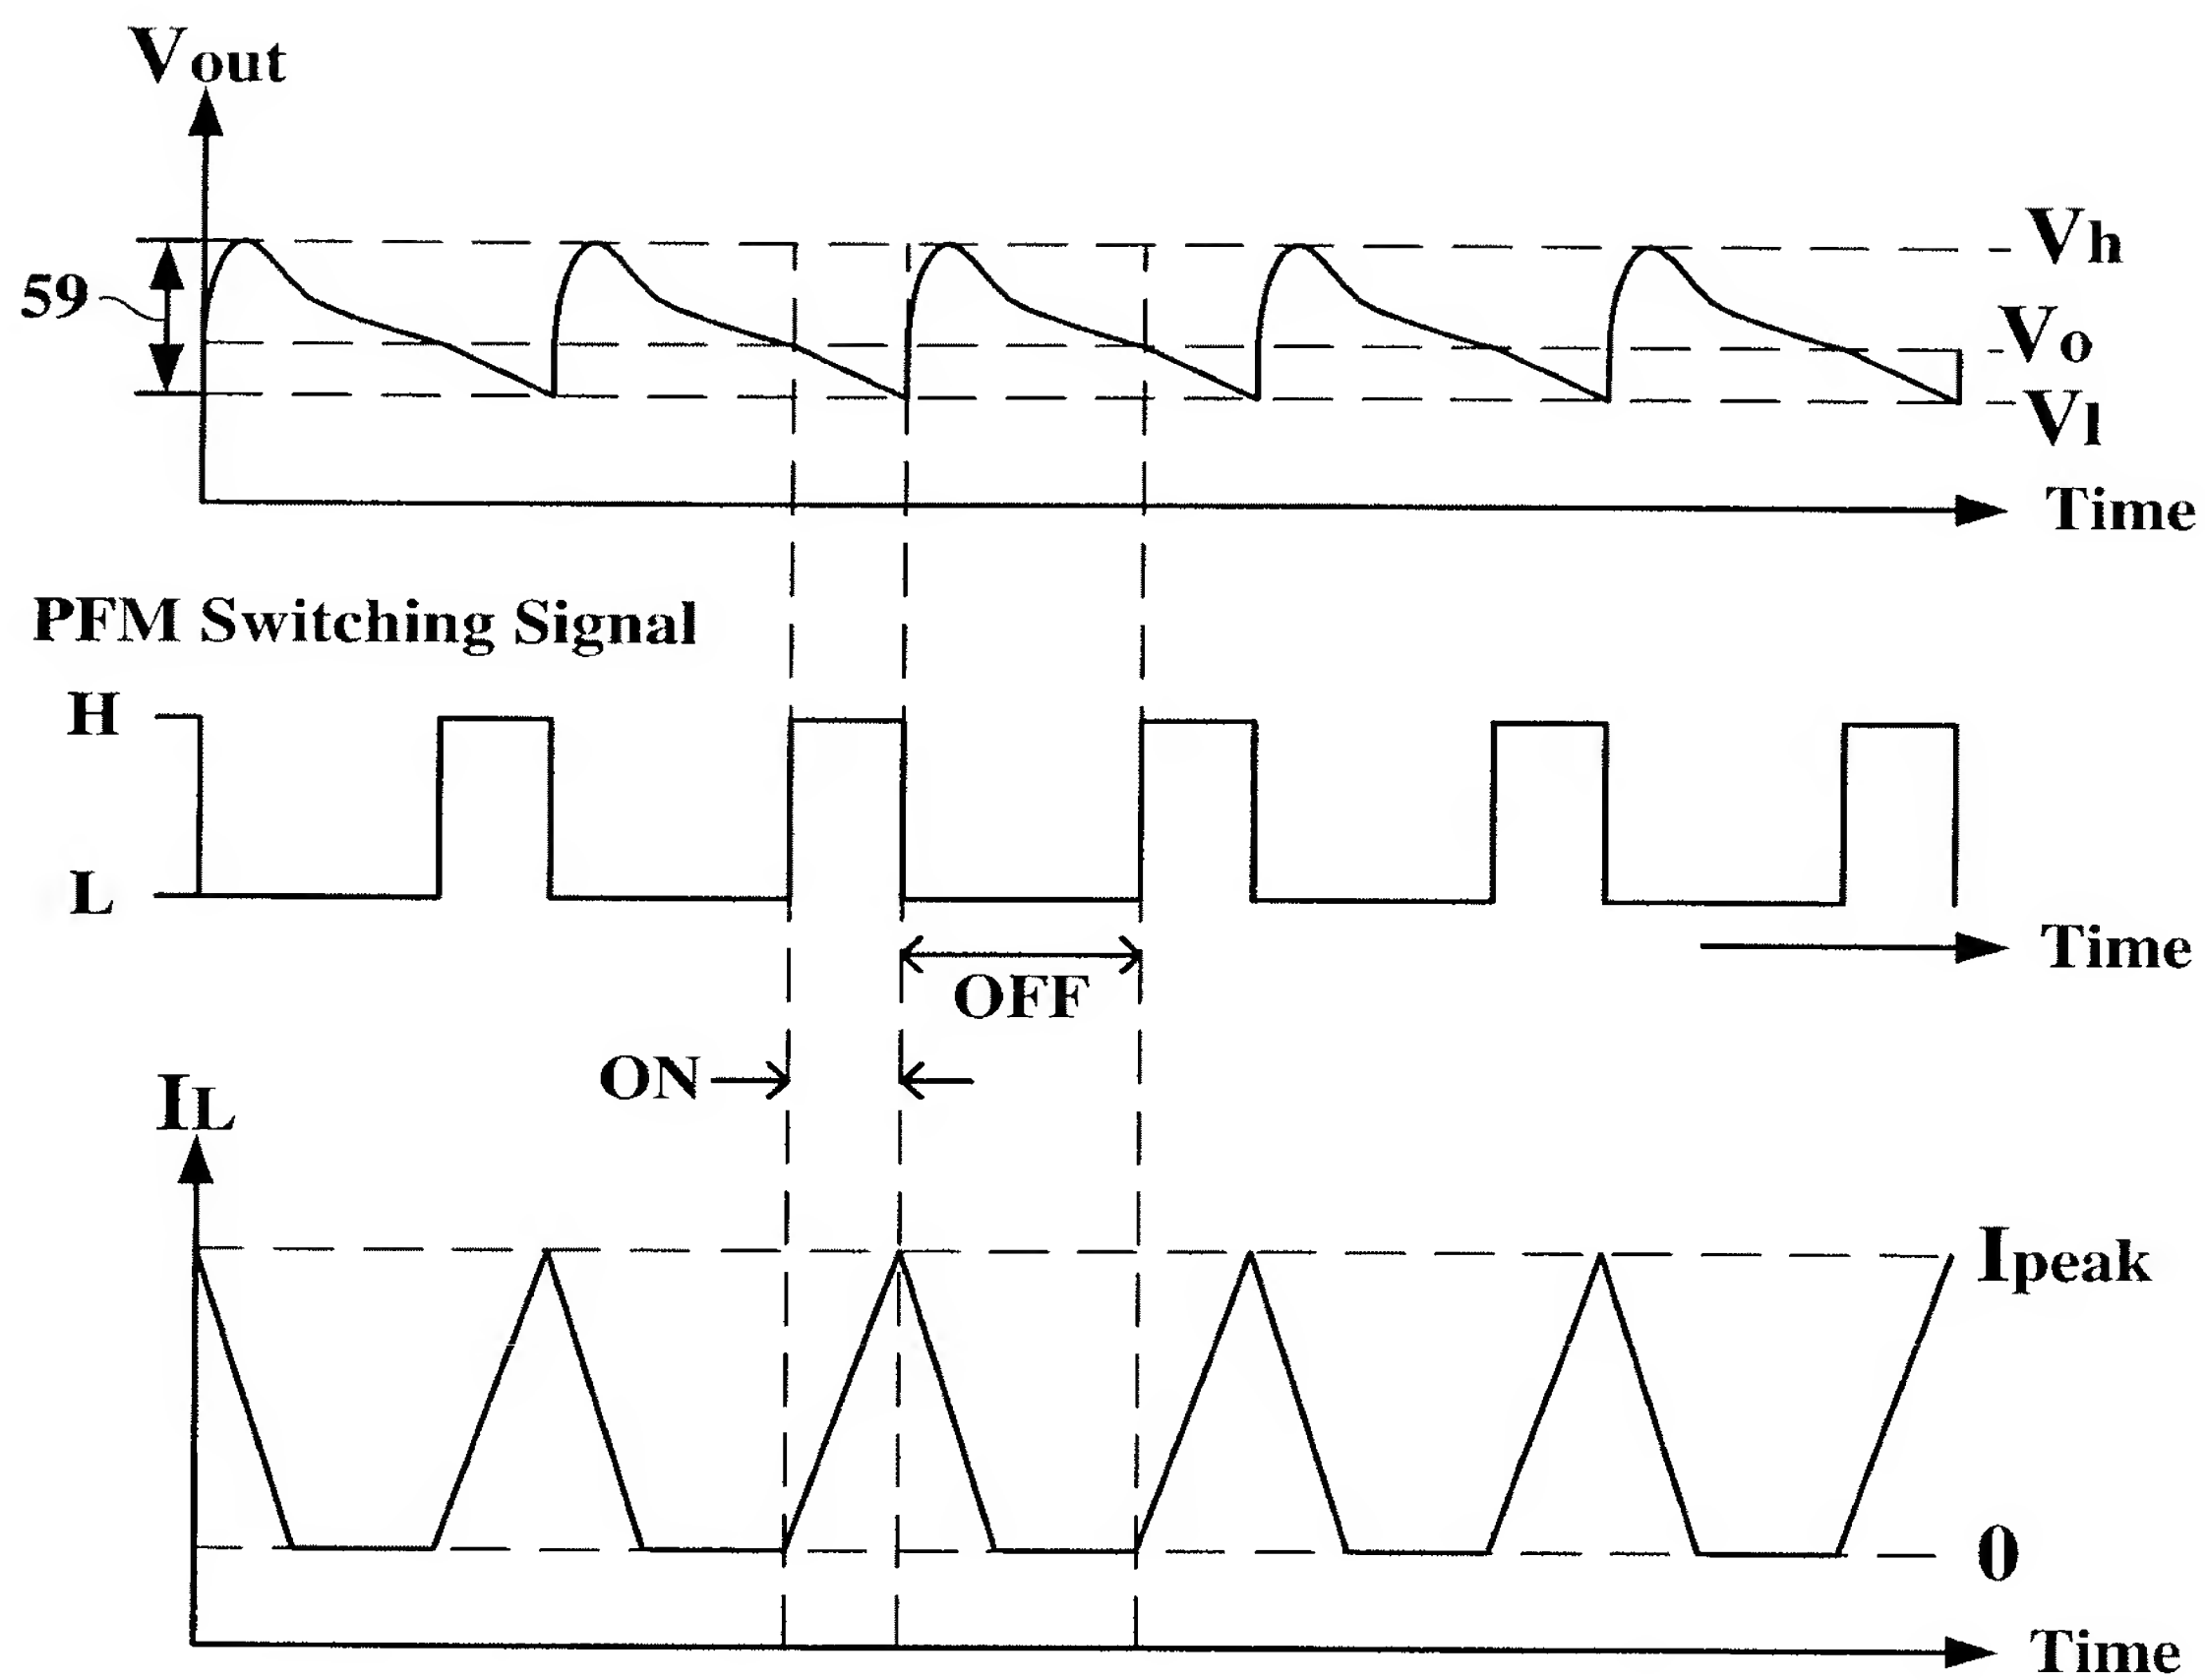 Vout
Vh
59
Vo
Vl
Time
PFM Switching Signal
H
L
Time
OFF
ON
IL
Ipeak
0
Time